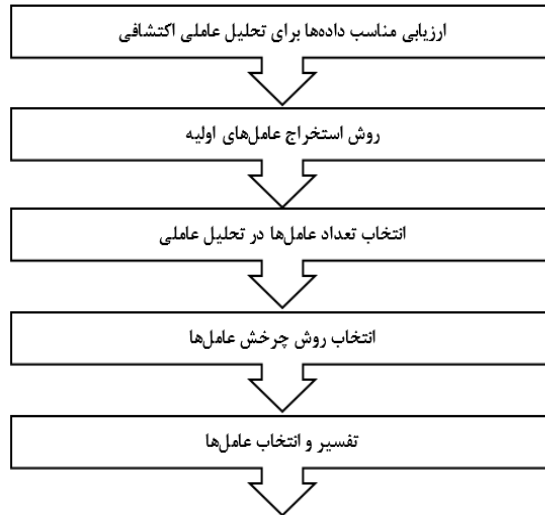 ارزیابی مناسب داده‌ها برای تحلیل عاملی اکتشافی
روش استخراج عامل‌های اولیه
انتخاب تعداد عامل‌ها در تحلیل عاملی
انتخاب روش چرخش عامل‌ها
تفسیر و انتخاب عامل‌ها